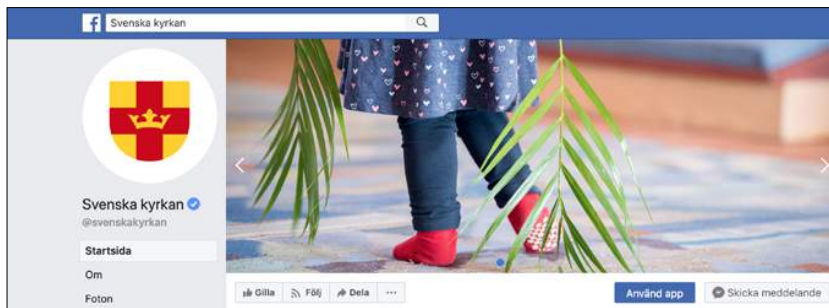 Svenska kyrkan
Svenska kyrkan
@svenskakyrkan
Startsida
Om
Foton
Gilla Följ Dela ...
Använd app
Skicka meddelande